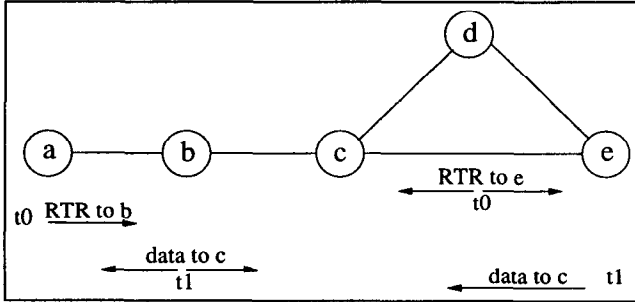 d
a
b
c
e
RTR to e
t0
t0 RTR to b
data to c
t1
data to c t1